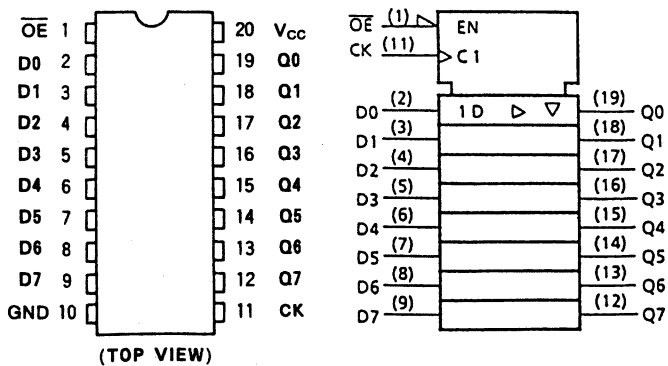 O̅E̅ 1 20 Vcc
D0 2 19 Q0
D1 3 18 Q1
D2 4 17 Q2
D3 5 16 Q3
D4 6 15 Q4
D5 7 14 Q5
D6 8 13 Q6
D7 9 12 Q7
GND 10 11 CK
(TOP VIEW)
O̅E̅ (1) EN
CK (11) C1
D0 (2) 1D (19) Q0
D1 (3) (18) Q1
D2 (4) (17) Q2
D3 (5) (16) Q3
D4 (6) (15) Q4
D5 (7) (14) Q5
D6 (8) (13) Q6
D7 (9) (12) Q7